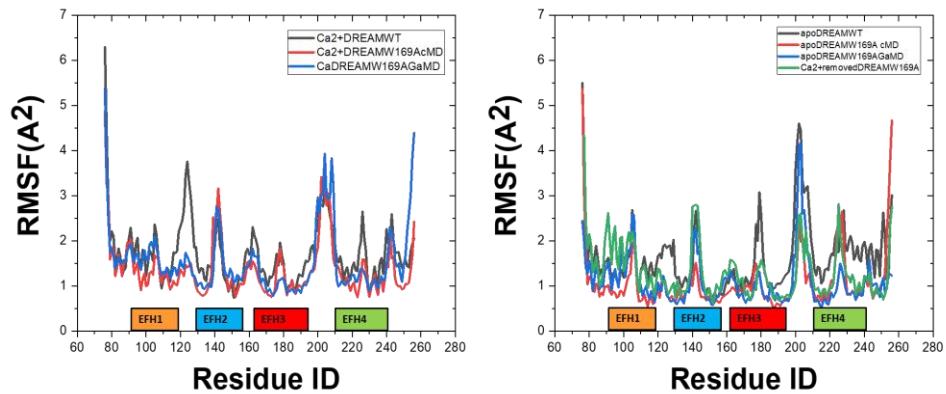 RMSF(A^2)
7
6
5
4
3
2
1
0
Ca2+DREAMWT
Ca2+DREAMW169AcMD
CaDREAMW169AGaMD
EFH1 EFH2 EFH3 EFH4
60 80 100 120 140 160 180 200 220 240 260 280
Residue ID
RMSF(A^2)
7
6
5
4
3
2
1
0
apoDREAMWT
apoDREAMW169A cMD
apoDREAMW169AGaMD
Ca2+removedDREAMW169A
EFH1 EFH2 EFH3 EFH4
60 80 100 120 140 160 180 200 220 240 260 280
Residue ID